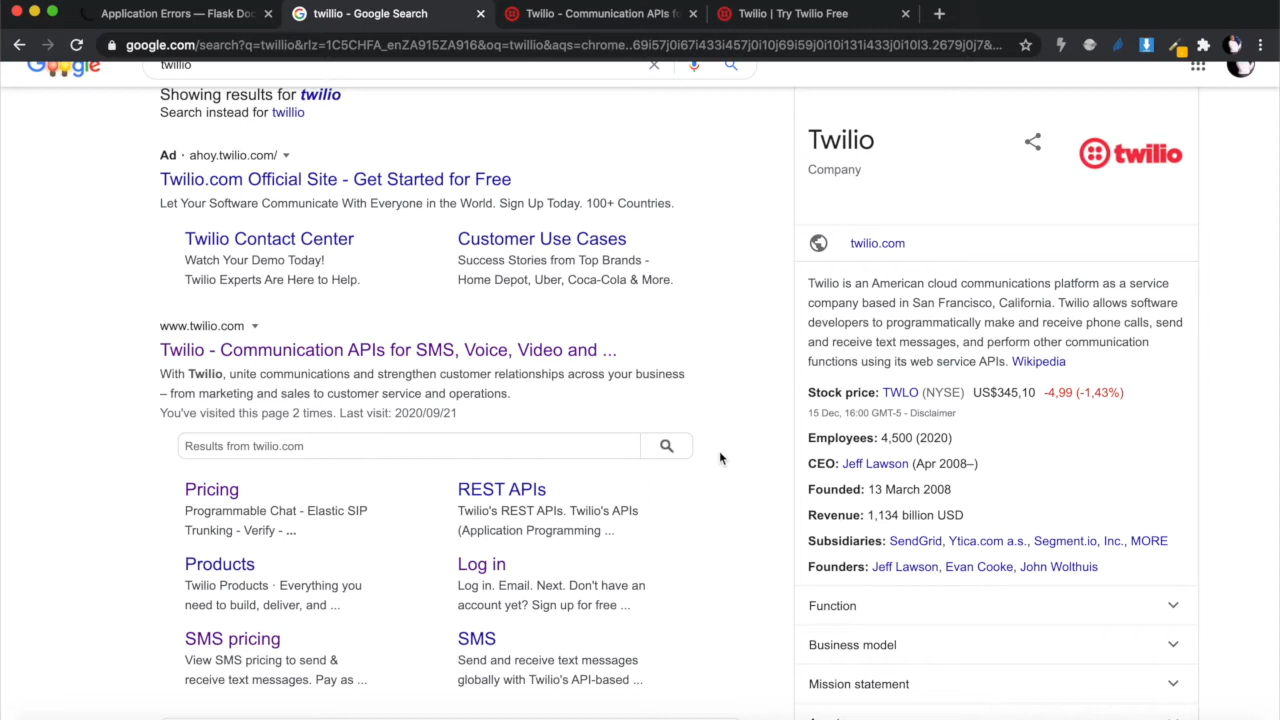 Application Errors — Flask Doc
twillio - Google Search
Twilio - Communication APIs f
Twilio | Try Twilio Free
google.com/search?q=twillio&rlz=1C5CHFA_enZA915ZA916&oq=twillio&aqs=chrome..69i57j0i67i433i457j0i10j69i59j0i10i131i433j0i10l3.2679j0j7&...
Google
twillio
Showing results for twilio
Search instead for twillio
Ad · ahoy.twilio.com/
Twilio.com Official Site - Get Started for Free
Let Your Software Communicate With Everyone in the World. Sign Up Today. 100+ Countries.
Twilio Contact Center
Watch Your Demo Today!
Twilio Experts Are Here to Help.
Customer Use Cases
Success Stories from Top Brands -
Home Depot, Uber, Coca-Cola & More.
www.twilio.com
Twilio - Communication APIs for SMS, Voice, Video and ...
With Twilio, unite communications and strengthen customer relationships across your business
– from marketing and sales to customer service and operations.
You've visited this page 2 times. Last visit: 2020/09/21
Results from twilio.com
Pricing
Programmable Chat - Elastic SIP
Trunking - Verify - ...
REST APIs
Twilio's REST APIs. Twilio's APIs
(Application Programming ...
Products
Twilio Products · Everything you
need to build, deliver, and ...
Log in
Log in. Email. Next. Don't have an
account yet? Sign up for free ...
SMS pricing
View SMS pricing to send &
receive text messages. Pay as ...
SMS
Send and receive text messages
globally with Twilio's API-based ...
Twilio
Company
twilio
twilio.com
Twilio is an American cloud communications platform as a service
company based in San Francisco, California. Twilio allows software
developers to programmatically make and receive phone calls, send
and receive text messages, and perform other communication
functions using its web service APIs. Wikipedia
Stock price: TWLO (NYSE) US$345,10 -4,99 (-1,43%)
15 Dec, 16:00 GMT-5 - Disclaimer
Employees: 4,500 (2020)
CEO: Jeff Lawson (Apr 2008–)
Founded: 13 March 2008
Revenue: 1,134 billion USD
Subsidiaries: SendGrid, Ytica.com a.s., Segment.io, Inc., MORE
Founders: Jeff Lawson, Evan Cooke, John Wolthuis
Function
Business model
Mission statement